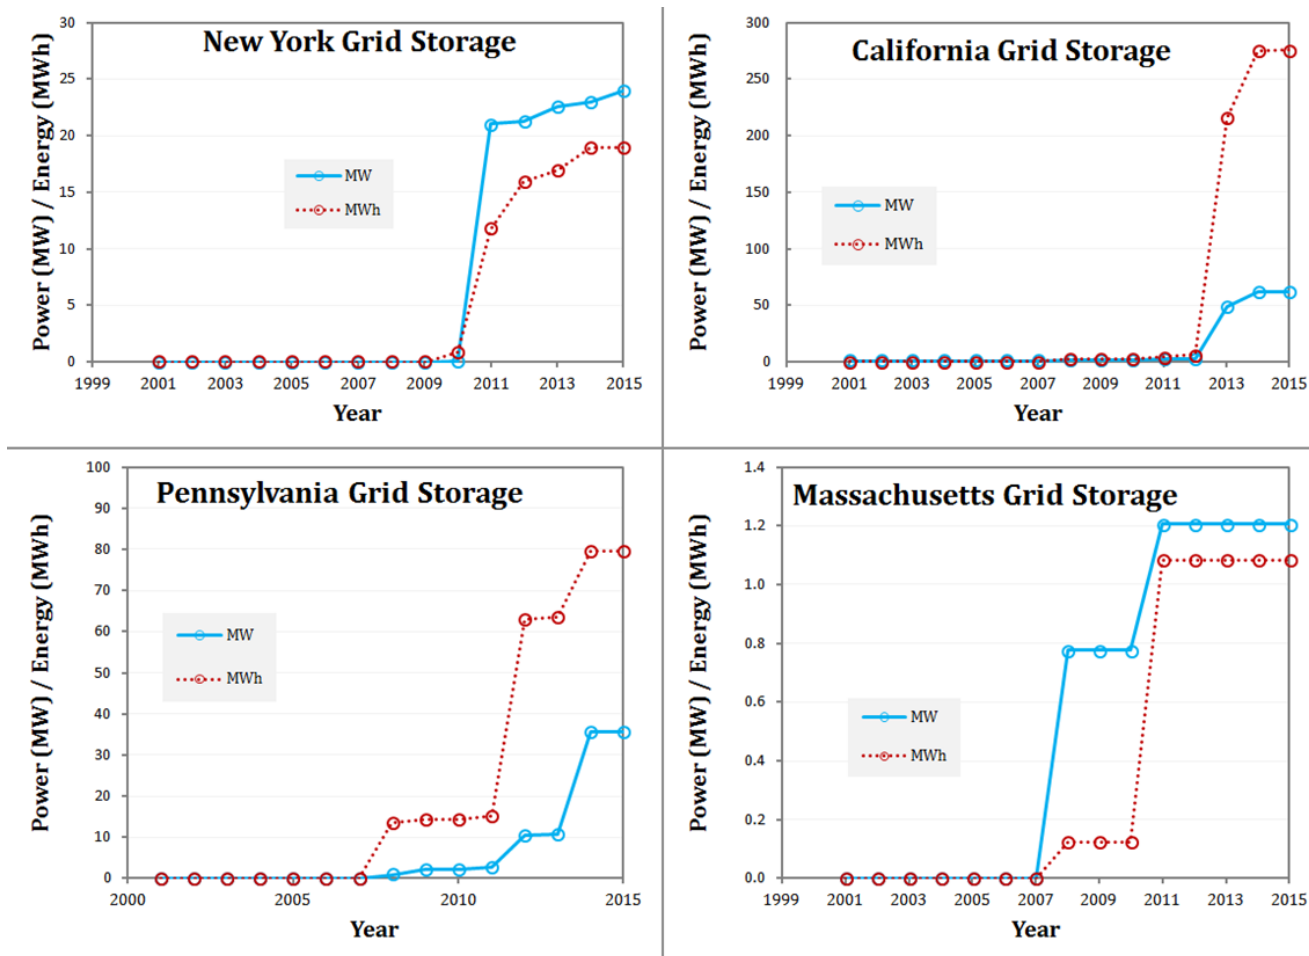 New York Grid Storage
Power (MW) / Energy (MWh)
30
25
20
15
10
5
0
MW
MWh
1999 2001 2003 2005 2007 2009 2011 2013 2015
Year
California Grid Storage
Power (MW) / Energy (MWh)
300
250
200
150
100
50
0
MW
MWh
1999 2001 2003 2005 2007 2009 2011 2013 2015
Year
Pennsylvania Grid Storage
Power (MW) / Energy (MWh)
100
90
80
70
60
50
40
30
20
10
0
MW
MWh
2000 2005 2010 2015
Year
Massachusetts Grid Storage
Power (MW) / Energy (MWh)
1.4
1.2
1.0
0.8
0.6
0.4
0.2
0.0
MW
MWh
1999 2001 2003 2005 2007 2009 2011 2013 2015
Year